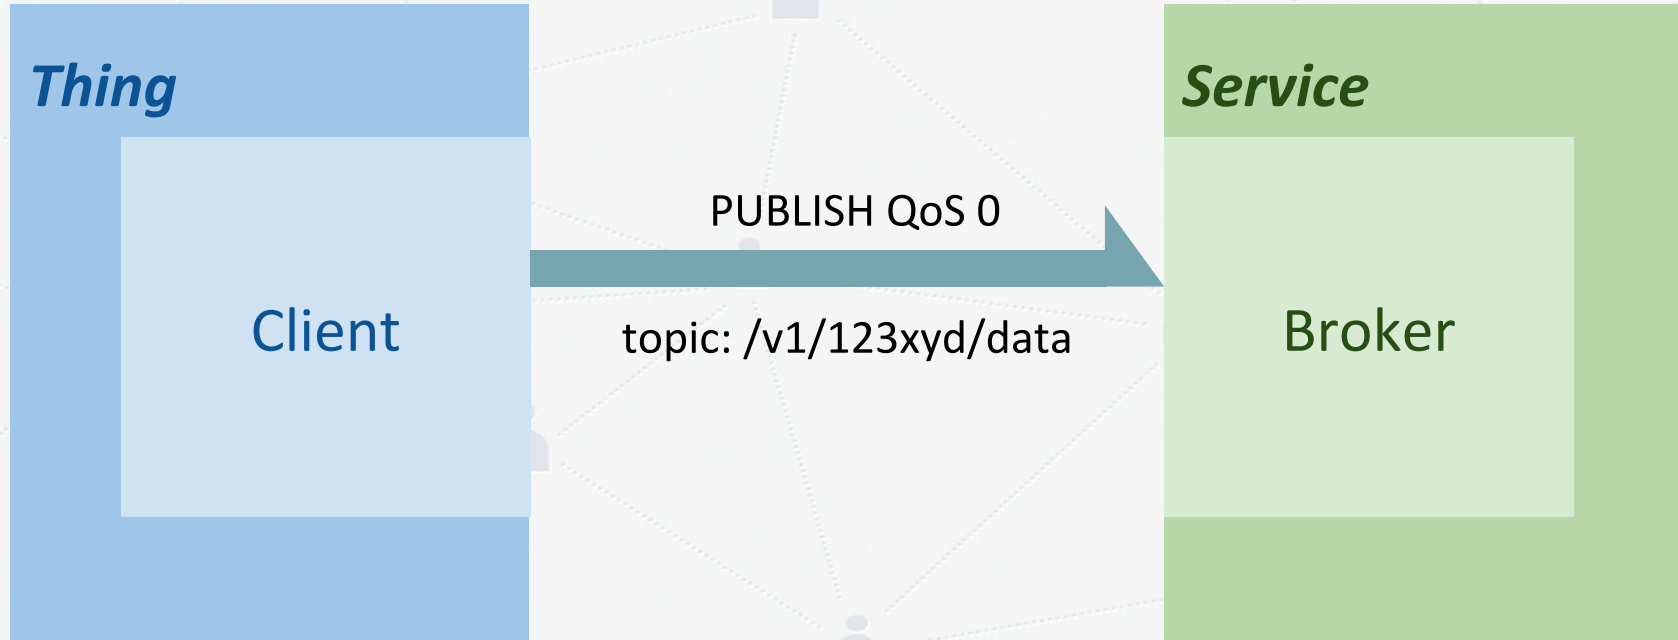 Thing
Service
PUBLISH QoS 0
Client
topic: /v1/123xyd/data
Broker